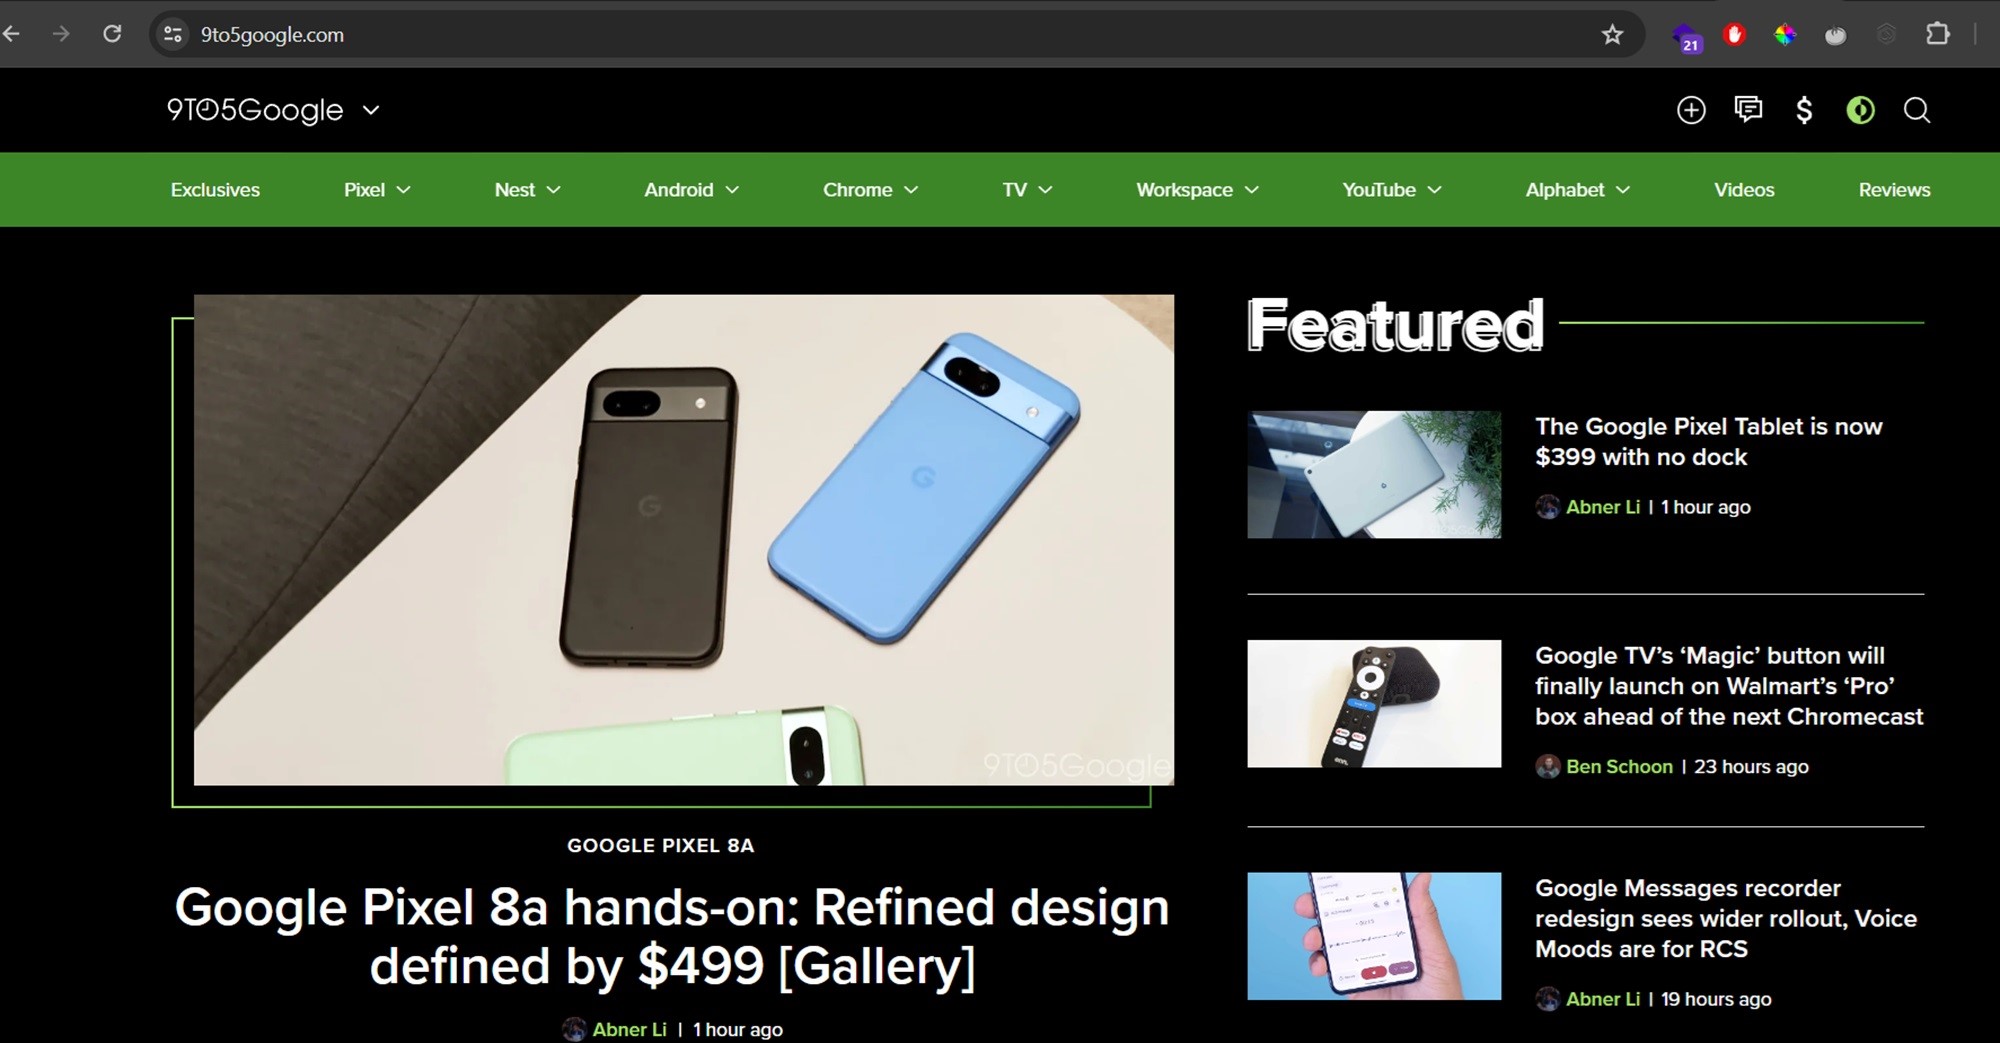 9to5google.com
21
9TO5Google
Exclusives Pixel Nest Android Chrome TV Workspace YouTube Alphabet Videos Reviews
9TO5Google
GOOGLE PIXEL 8A
Google Pixel 8a hands-on: Refined design
defined by $499 [Gallery]
Abner Li | 1 hour ago
Featured
The Google Pixel Tablet is now
$399 with no dock
Abner Li | 1 hour ago
Google TV’s ‘Magic’ button will
finally launch on Walmart’s ‘Pro’
box ahead of the next Chromecast
Ben Schoon | 23 hours ago
Google Messages recorder
redesign sees wider rollout, Voice
Moods are for RCS
Abner Li | 19 hours ago